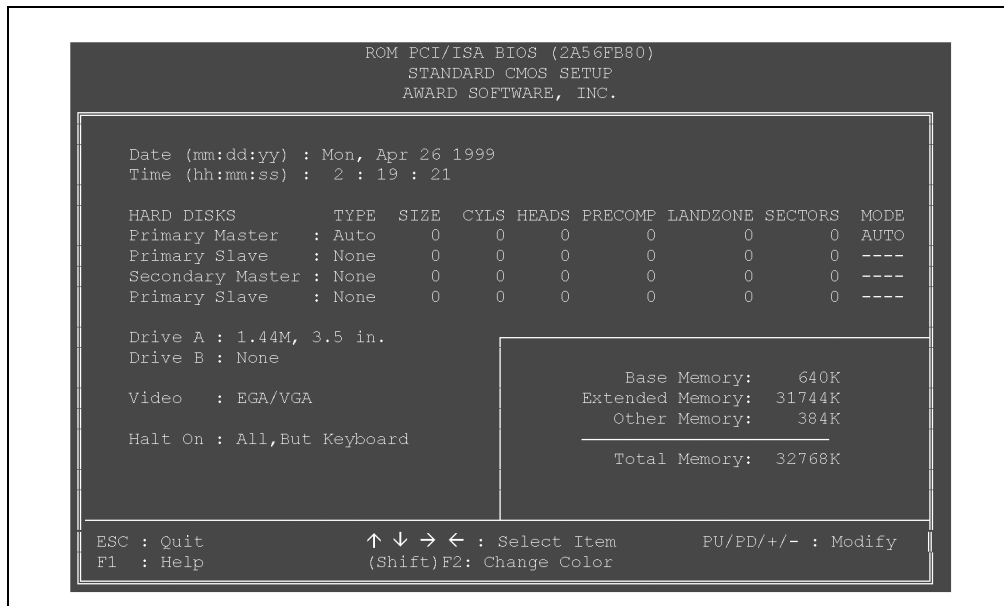 ROM PCI/ISA BIOS (2A56FB80)
STANDARD CMOS SETUP
AWARD SOFTWARE, INC.
Date (mm:dd:yy) : Mon, Apr 26 1999
Time (hh:mm:ss) : 2 : 19 : 21
HARD DISKS TYPE SIZE CYLS HEADS PRECOMP LANDZONE SECTORS MODE
Primary Master : Auto 0 0 0 0 0 0 AUTO
Primary Slave : None 0 0 0 0 0 0 ----
Secondary Master : None 0 0 0 0 0 0 ----
Primary Slave : None 0 0 0 0 0 0 ----
Drive A : 1.44M, 3.5 in.
Drive B : None
Video : EGA/VGA
Halt On : All,But Keyboard
Base Memory: 640K
Extended Memory: 31744K
Other Memory: 384K
Total Memory: 32768K
ESC : Quit ↑ ↓ → ← : Select Item PU/PD/+/- : Modify
F1 : Help (Shift)F2: Change Color